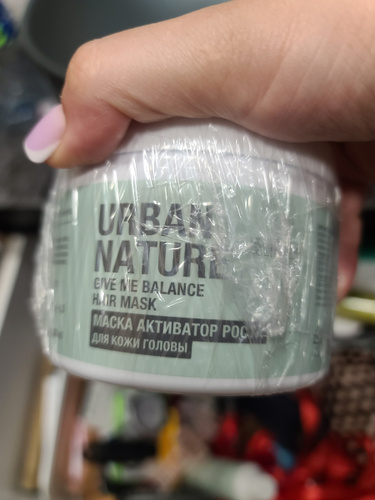 URBAN
NATURE
GIVE ME BALANCE
HAIR MASK
МАСКА АКТИВАТОР РОСТА
для кожи головы